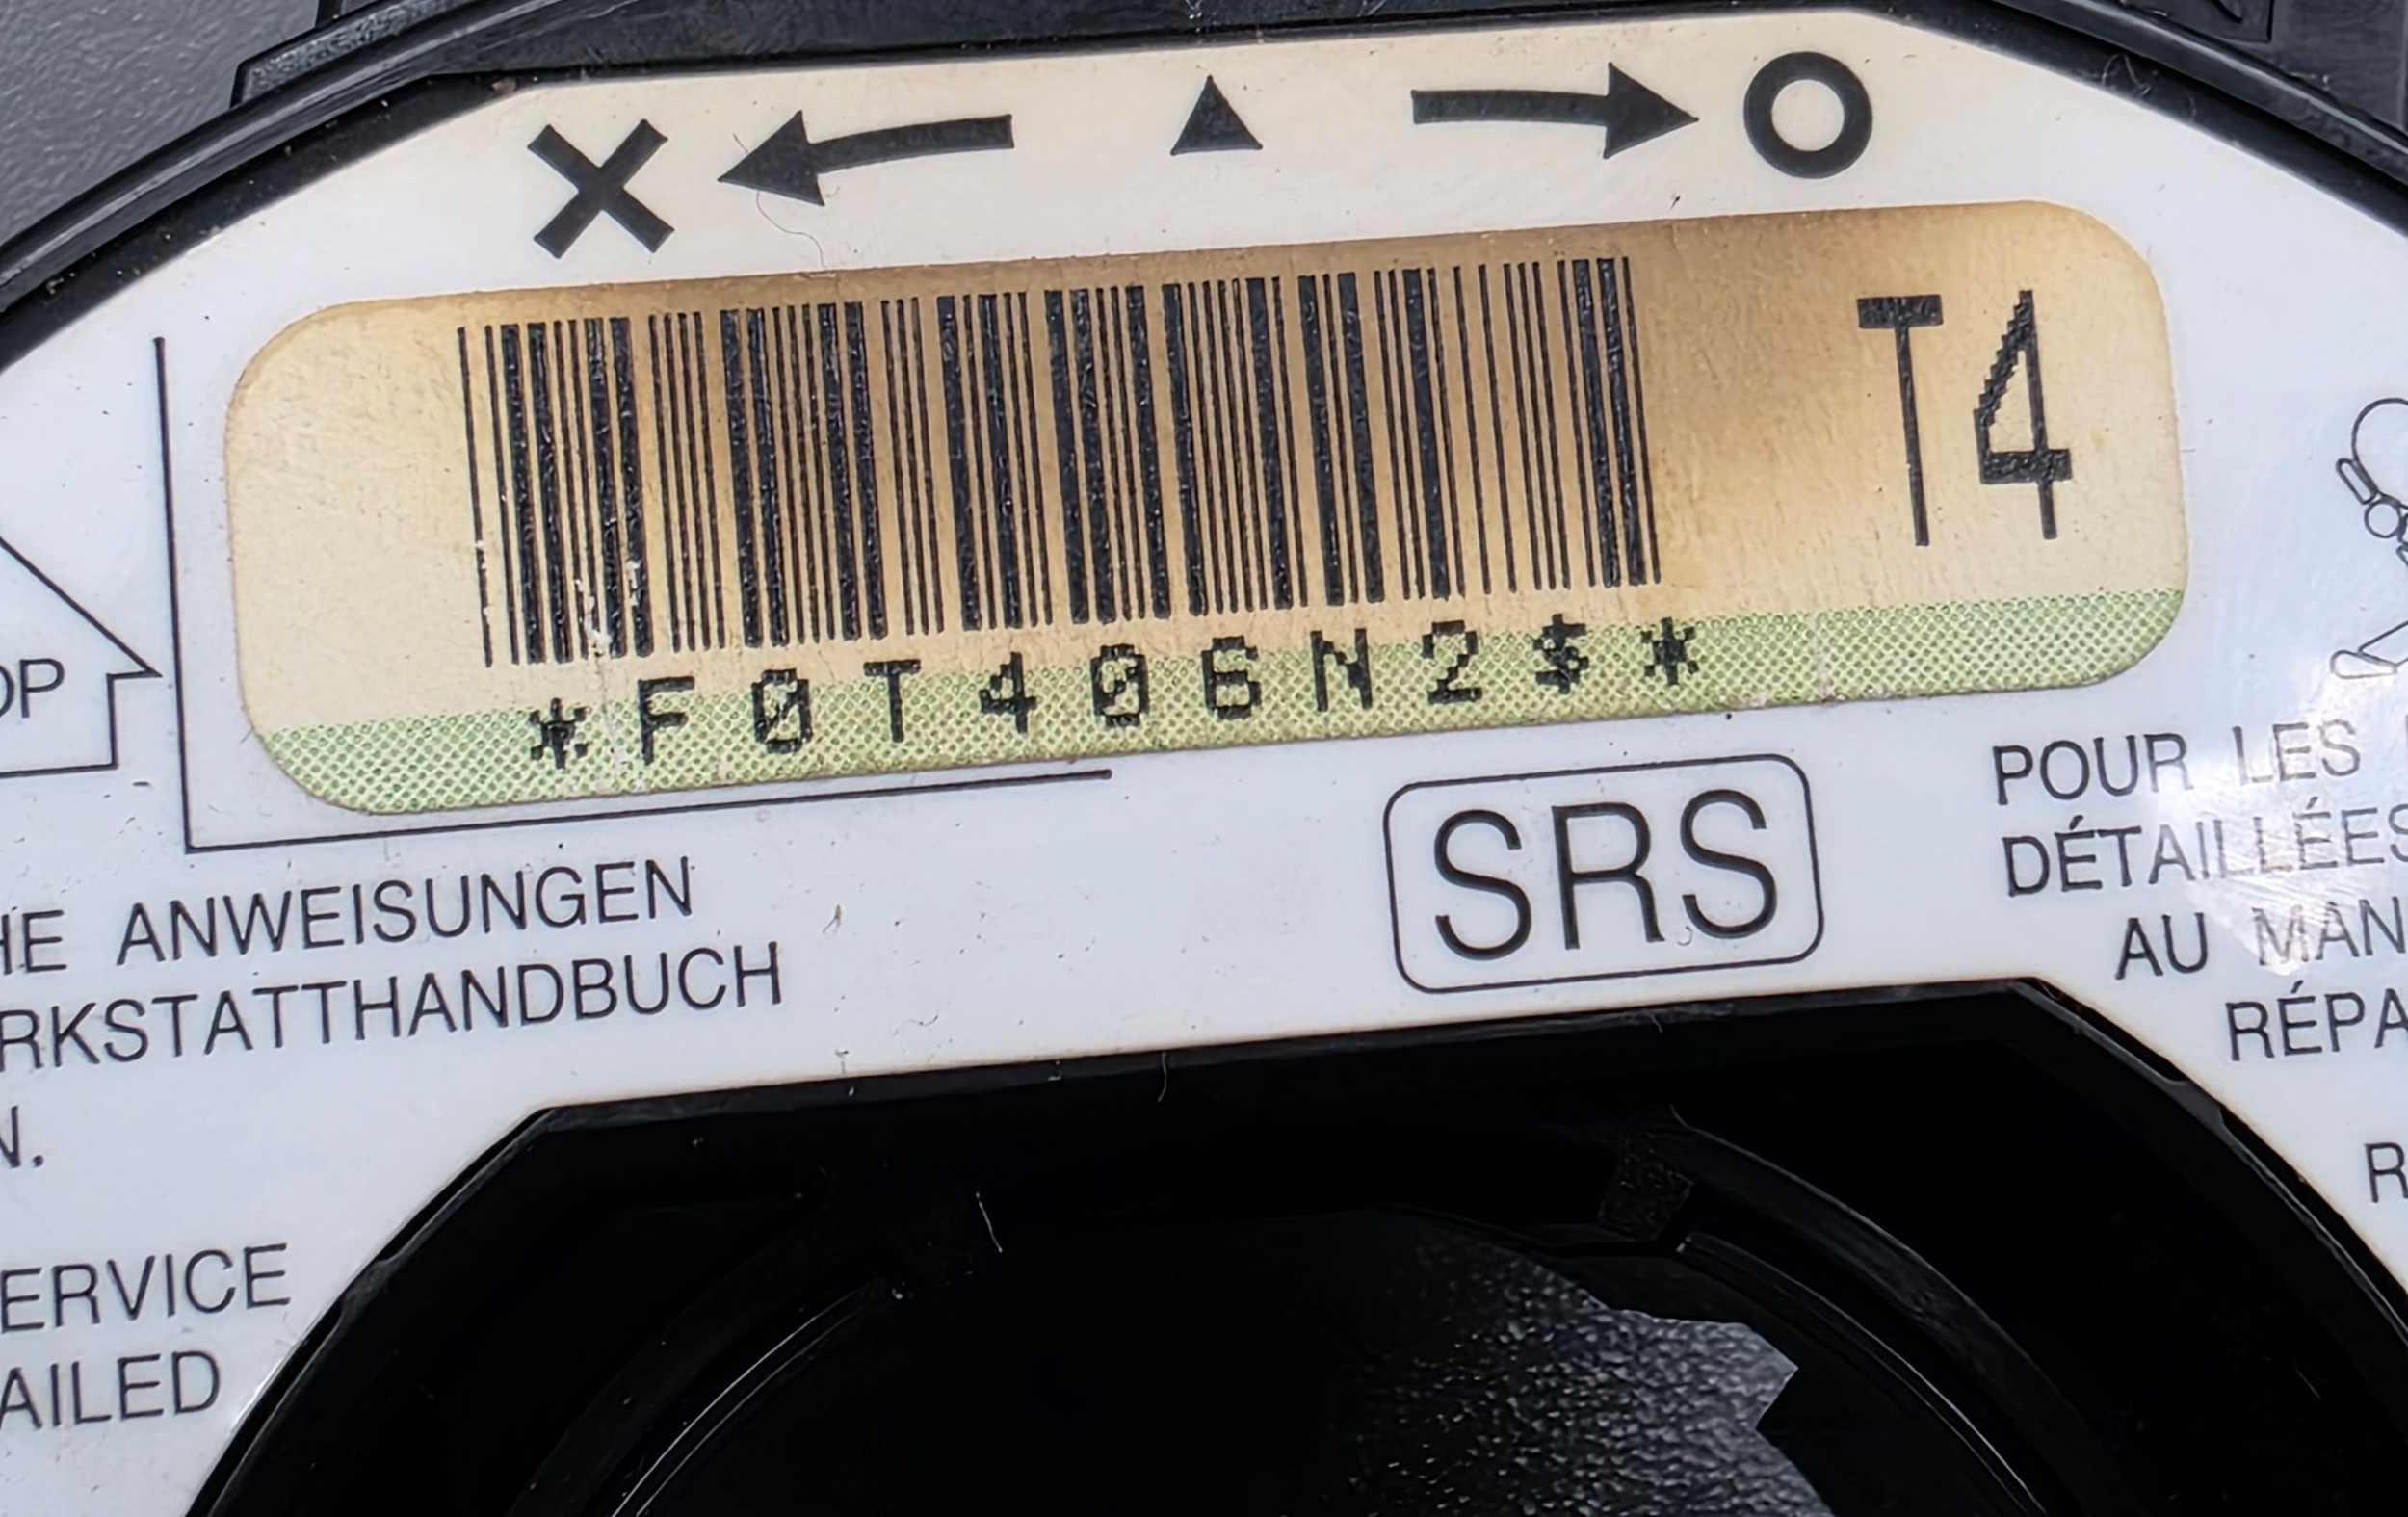 T4
*F0T406N2$*
SRS
OP
HE ANWEISUNGEN
RKSTATTHANDBUCH
N.
ERVICE
AILED
POUR LES
DÉTAILLÉES
AU MAN
RÉPA
R